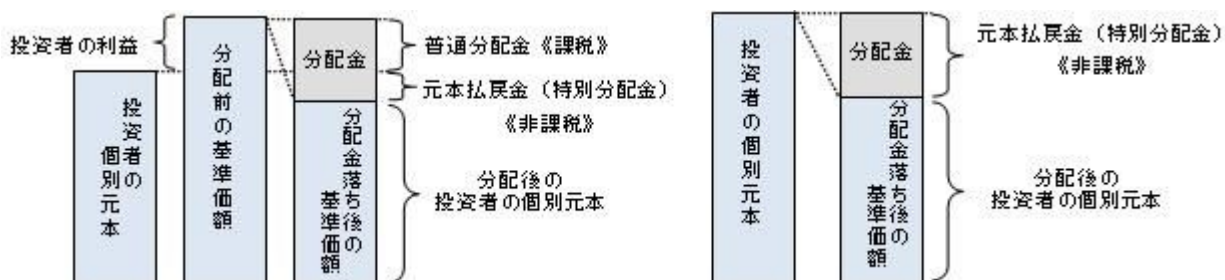 投資者の利益
投資者の
個別元本
分配前の基準価額
分配金
分配金落ち後の
基準価額
普通分配金《課税》
元本払戻金（特別分配金）
《非課税》
分配後の
投資者の個別元本
投資者の個別元本
分配金
分配金落ち後の
基準価額
元本払戻金（特別分配金）
《非課税》
分配後の
投資者の個別元本